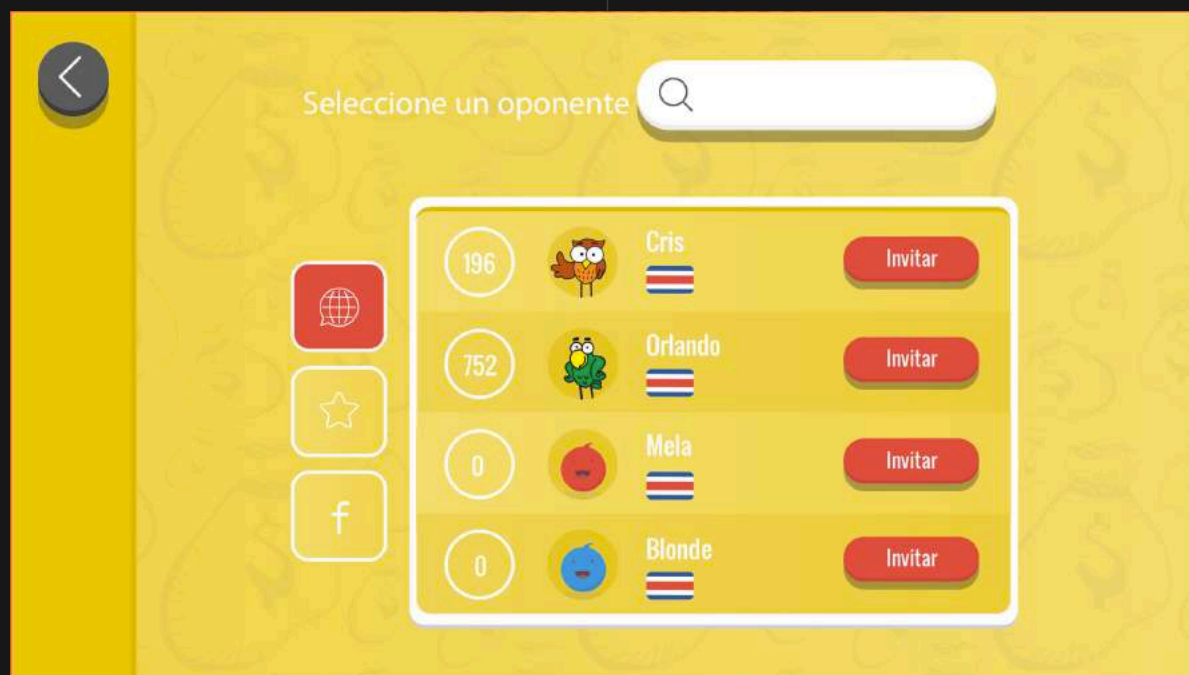 Seleccione un oponente
196 Cris Invitar
752 Orlando Invitar
0 Mela Invitar
f
0 Blonde Invitar